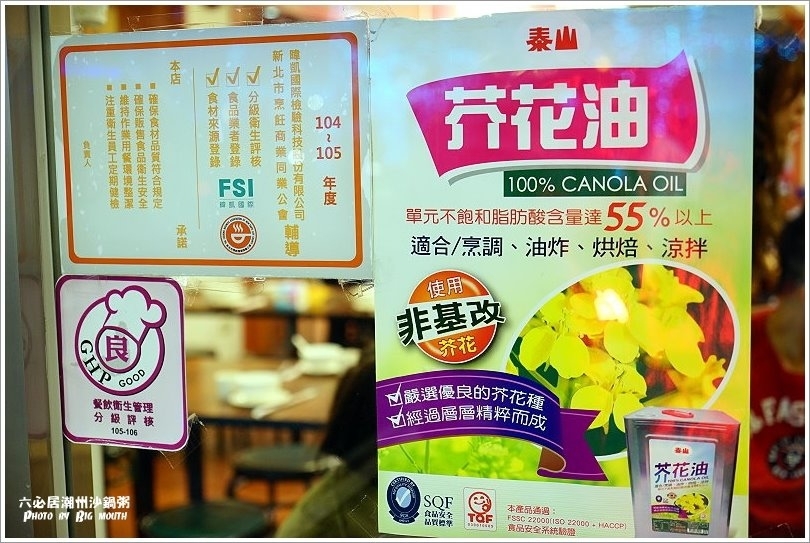 暐凱國際檢驗科技股份有限公司
新北市烹飪商業同業公會
輔導
104~105
年度
✓分級衛生評核
✓食品業者登錄
✓食材來源登錄
FSI
暐凱國際
本店
承諾
▪確保食材品質符合規定
▪確保販售食品衛生安全
▪維持作業用餐環境整潔
▪注重衛生員工定期健檢
負責人
良
GHP GOOD
餐飲衛生管理
分級評核
105-106
泰山
芥花油
100% CANOLA OIL
單元不飽和脂肪酸含量達55%以上
適合/烹調、油炸、烘焙、涼拌
使用
非基改
芥花
✓嚴選優良的芥花種
✓經過層層精粹而成
泰山
芥花油
100% CANOLA OIL
SQF
食品安全
品質標準
TQF
本產品通過：
FSSC 22000(ISO 22000 + HACCP)
食品安全系統驗證
六必居潮州沙鍋粥
PHOTO BY BIG MOUTH